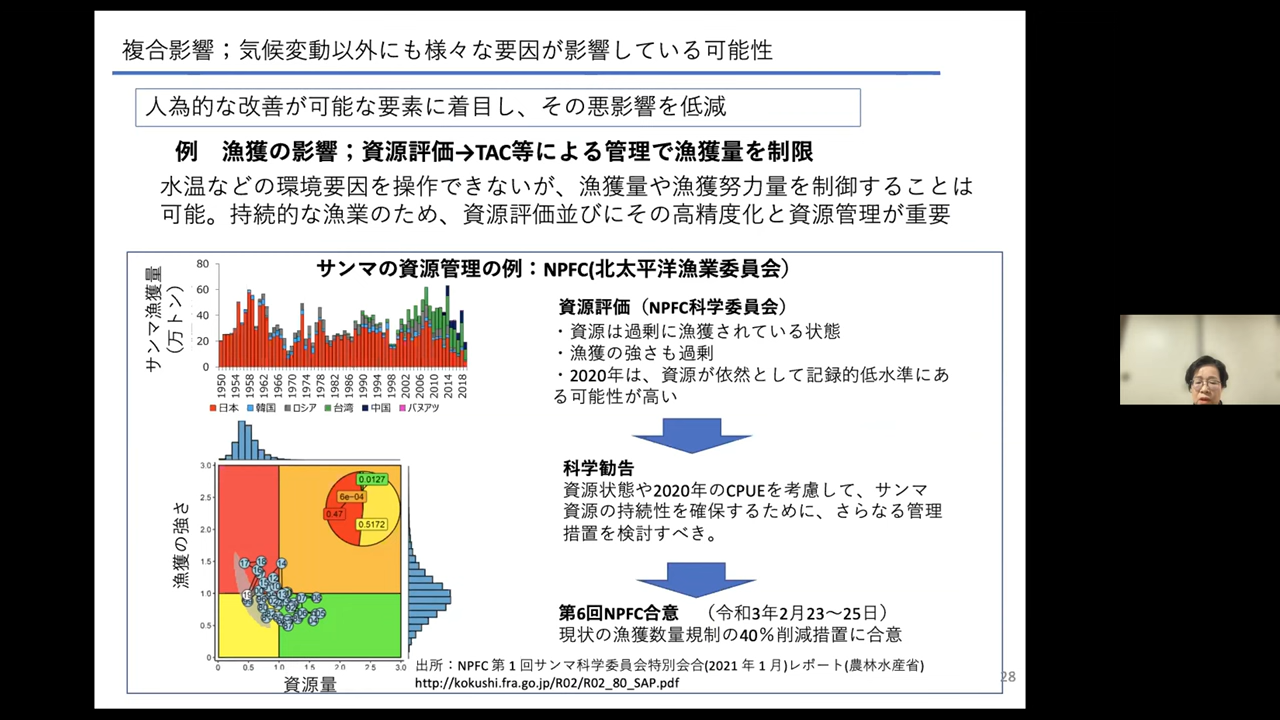 複合影響；気候変動以外にも様々な要因が影響している可能性
人為的な改善が可能な要素に着目し、その悪影響を低減
例　漁獲の影響；資源評価→TAC等による管理で漁獲量を制限
水温などの環境要因を操作できないが、漁獲量や漁獲努力量を制御することは
可能。持続的な漁業のため、資源評価並びにその高精度化と資源管理が重要
サンマの資源管理の例：NPFC(北太平洋漁業委員会)
サンマ漁獲量
（万トン）
80
60
40
20
0
1950 1954 1958 1962 1966 1970 1974 1978 1982 1986 1990 1994 1998 2002 2006 2010 2014 2018
日本 韓国 ロシア 台湾 中国 バヌアツ
資源評価（NPFC科学委員会）
・資源は過剰に漁獲されている状態
・漁獲の強さも過剰
・2020年は、資源が依然として記録的低水準にあ
る可能性が高い
科学勧告
資源状態や2020年のCPUEを考慮して、サンマ
資源の持続性を確保するために、さらなる管理
措置を検討すべき。
第6回NPFC合意　（令和3年2月23～25日）
現状の漁獲数量規制の40％削減措置に合意
漁獲の強さ
3.0
2.5
2.0
1.5
1.0
0.5
0
0.0127
6e-04
0.47
0.5172
0 0.5 1.0 1.5 2.0 2.5 3.0
資源量
出所：NPFC 第1回サンマ科学委員会特別会合(2021年1月)レポート(農林水産省)
http://kokushi.fra.go.jp/R02/R02_80_SAP.pdf
28